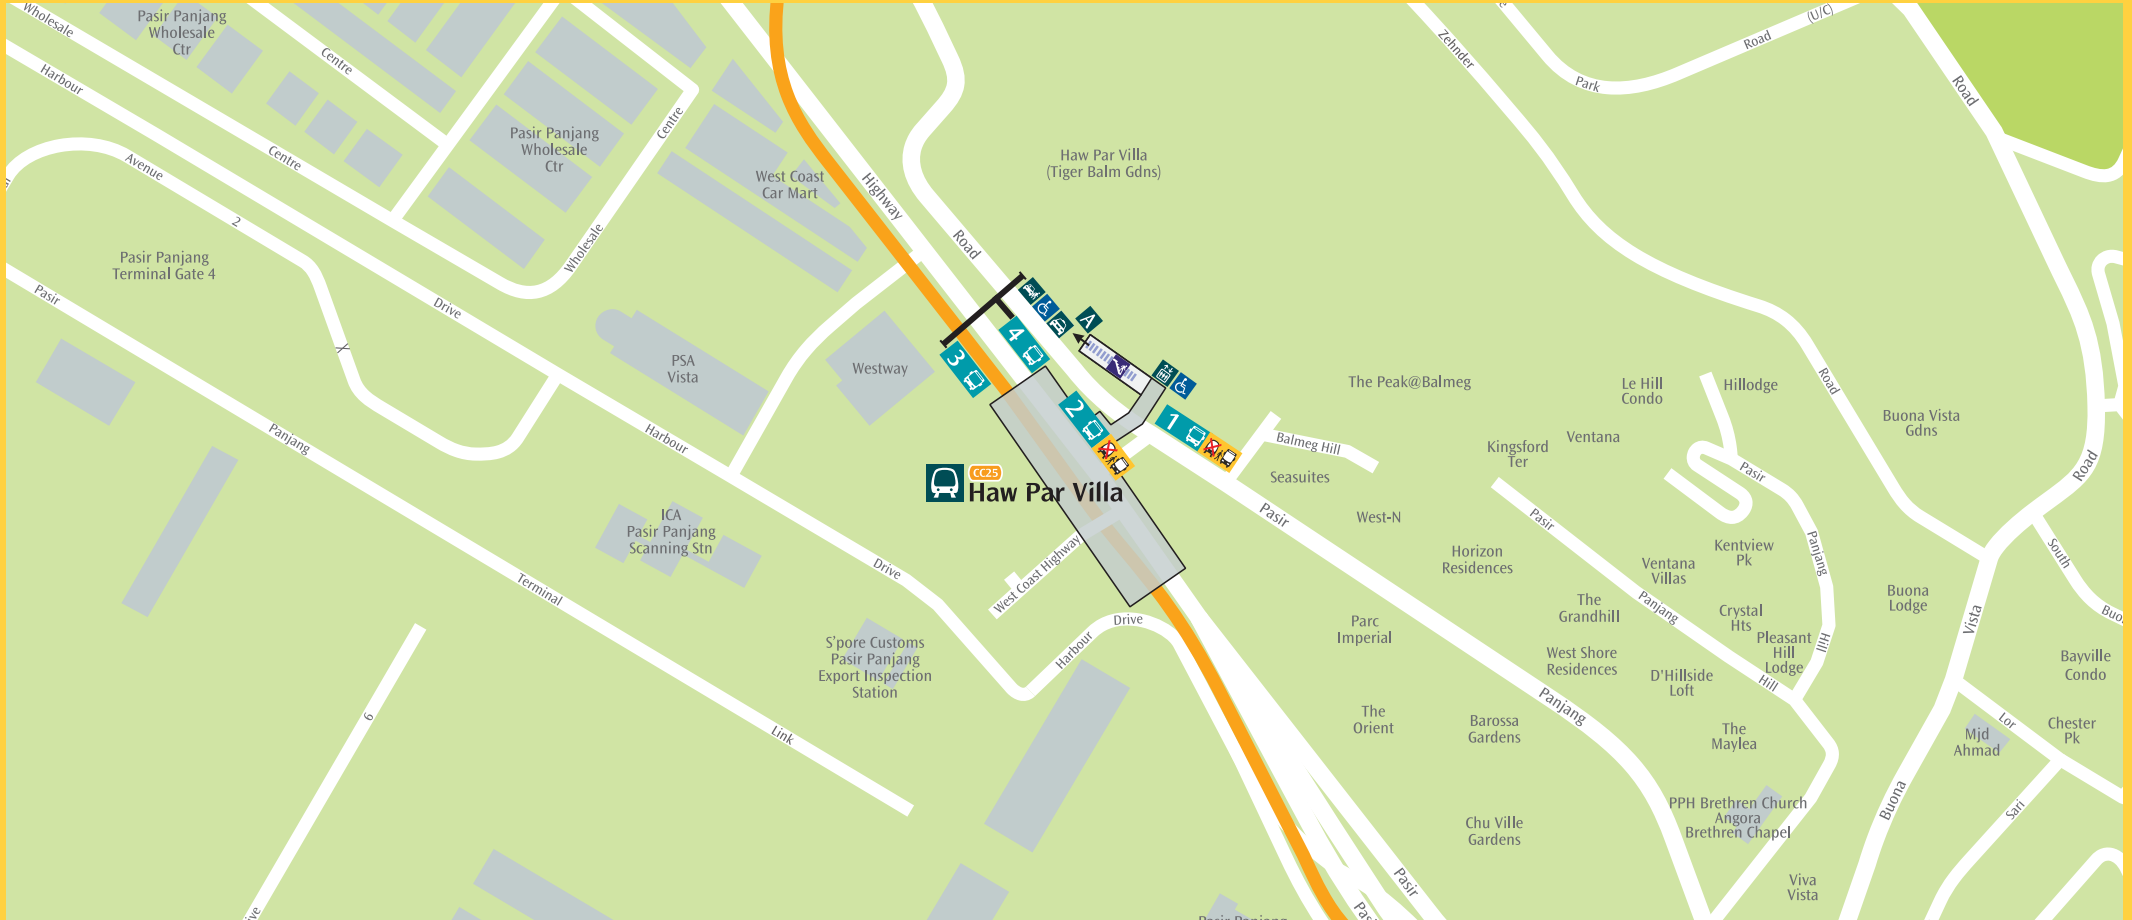 Wholesale
Pasir Panjang
Wholesale
Ctr
Centre
Harbour
Centre
Avenue
2
X
Pasir Panjang
Terminal Gate 4
Pasir
Panjang
Terminal
Link
Drive
Harbour
Drive
Pasir Panjang
Wholesale
Ctr
Centre
Wholesale
West Coast
Car Mart
Highway
Road
Haw Par Villa
(Tiger Balm Gdns)
PSA
Vista
Westway
3
4
A
2
1
CC25
Haw Par Villa
West Coast Highway
ICA
Pasir Panjang
Scanning Stn
S'pore Customs
Pasir Panjang
Export Inspection
Station
Harbour
Drive
6
Zehnder
Road
Park
Road
(U/C)
Road
The Peak@Balmeg
Balmeg Hill
Seasuites
West-N
Pasir
Panjang
Horizon
Residences
Parc
Imperial
The
Orient
Barossa
Gardens
Chu Ville
Gardens
Le Hill
Condo
Hillodge
Ventana
Kingsford
Ter
Pasir
Panjang
Hill
Pasir
Panjang
Hill
Kentview
Pk
Ventana
Villas
The
Grandhill
Crystal
Hts
Pleasant
Hill
Lodge
West Shore
Residences
D'Hillside
Loft
The
Maylea
PPH Brethren Church
Angora
Brethren Chapel
Viva
Vista
Buona Vista
Gdns
Buona
Lodge
Road
Vista
Buona
South
Buo
Bayville
Condo
Chester
Pk
Lor
Sari
Mjd
Ahmad
Pasir
Pasir Panjang